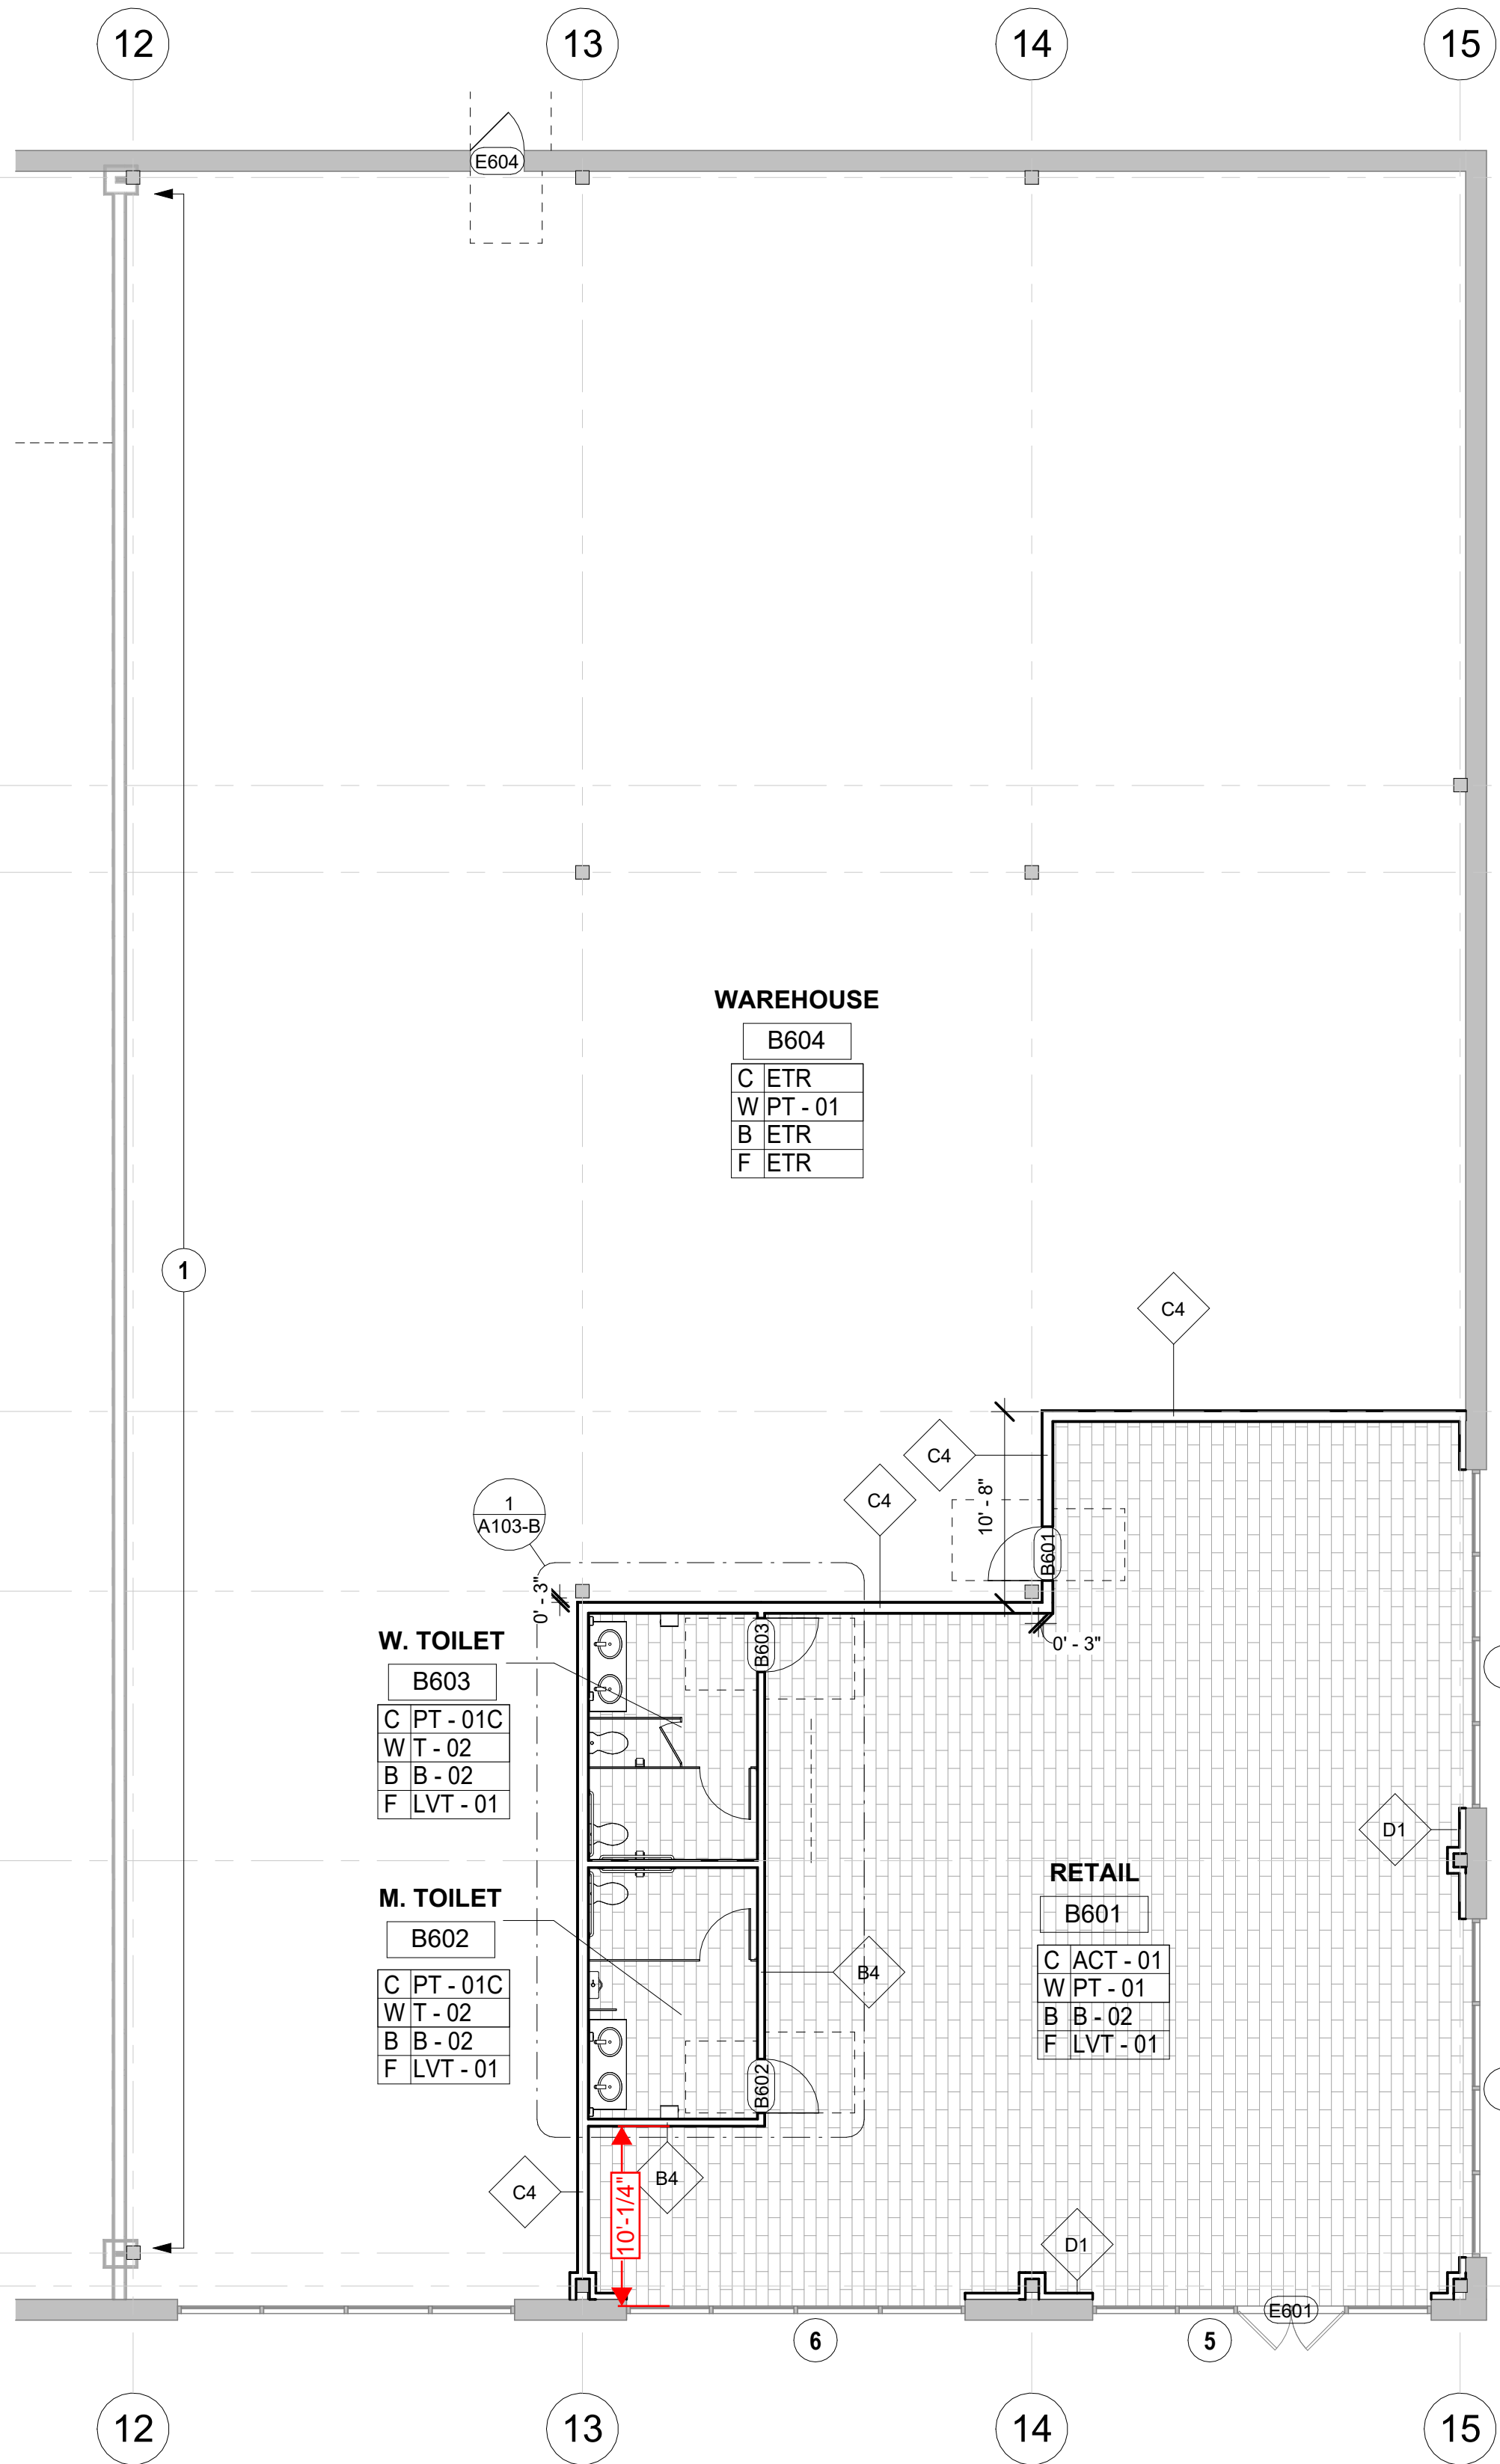 12
13
14
15
E604
WAREHOUSE
B604
C ETR
W PT - 01
B ETR
F ETR
1
C4
C4
C4
10' - 8"
1
A103-B
B601
0' - 3"
0' - 3"
W. TOILET
B603
C PT - 01C
W T - 02
B B - 02
F LVT - 01
B603
D1
RETAIL
B601
C ACT - 01
W PT - 01
B B - 02
F LVT - 01
M. TOILET
B602
C PT - 01C
W T - 02
B B - 02
F LVT - 01
B4
B602
B4
C4
10'-1/4"
D1
E601
6
5
12
13
14
15